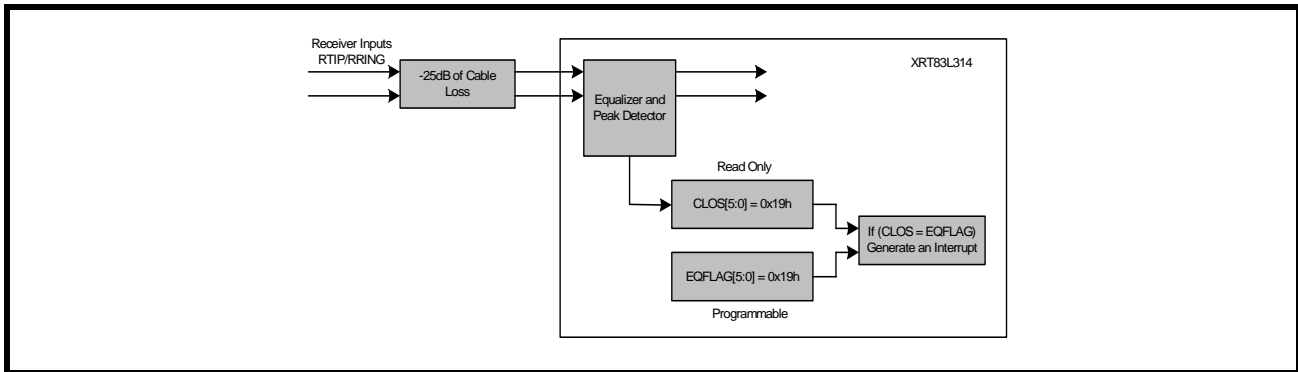 Receiver Inputs
RTIP/RRING
-25dB of Cable
Loss
XRT83L314
Equalizer and
Peak Detector
Read Only
CLOS[5:0] = 0x19h
If (CLOS = EQFLAG)
Generate an Interrupt
EQFLAG[5:0] = 0x19h
Programmable